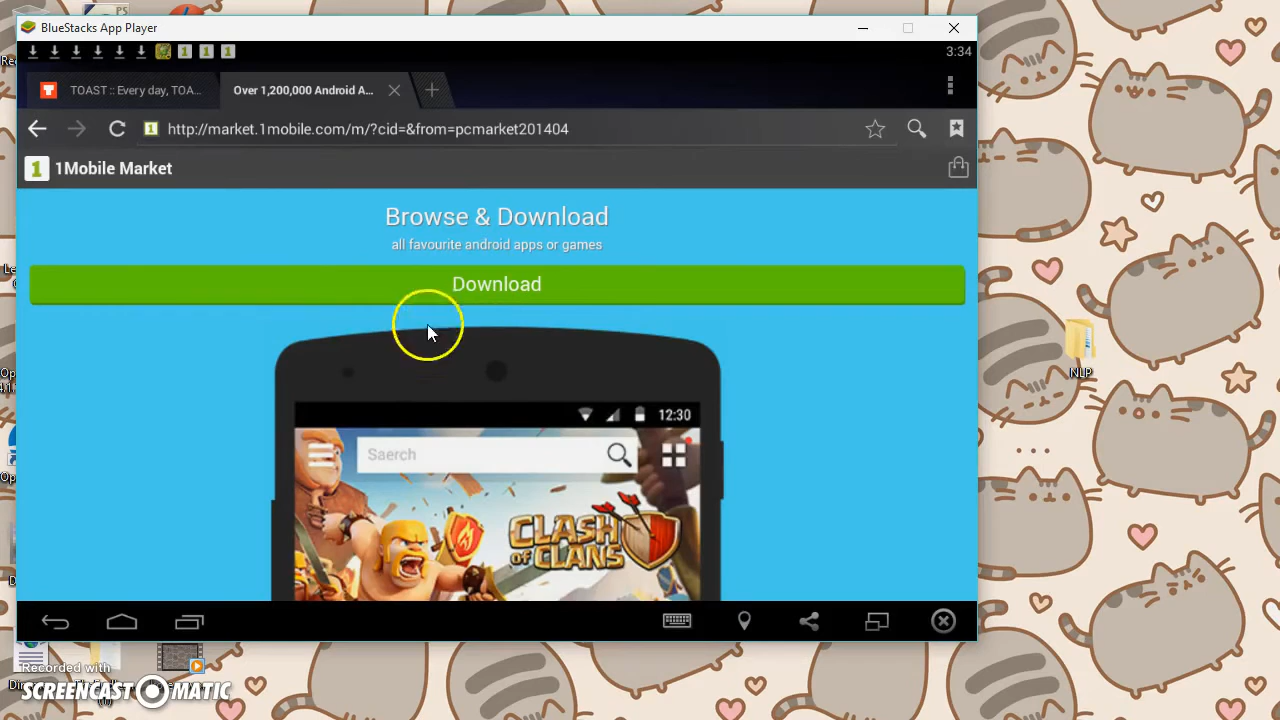 BlueStacks App Player
3:34
TOAST :: Every day, TOA...
Over 1,200,000 Android A...
http://market.1mobile.com/m/?cid=&from=pcmarket201404
1 1Mobile Market
Browse & Download
all favourite android apps or games
Download
12:30
Saerch
CLASH
OF CLANS
NLP
Recorded with
SCREENCAST MATIC